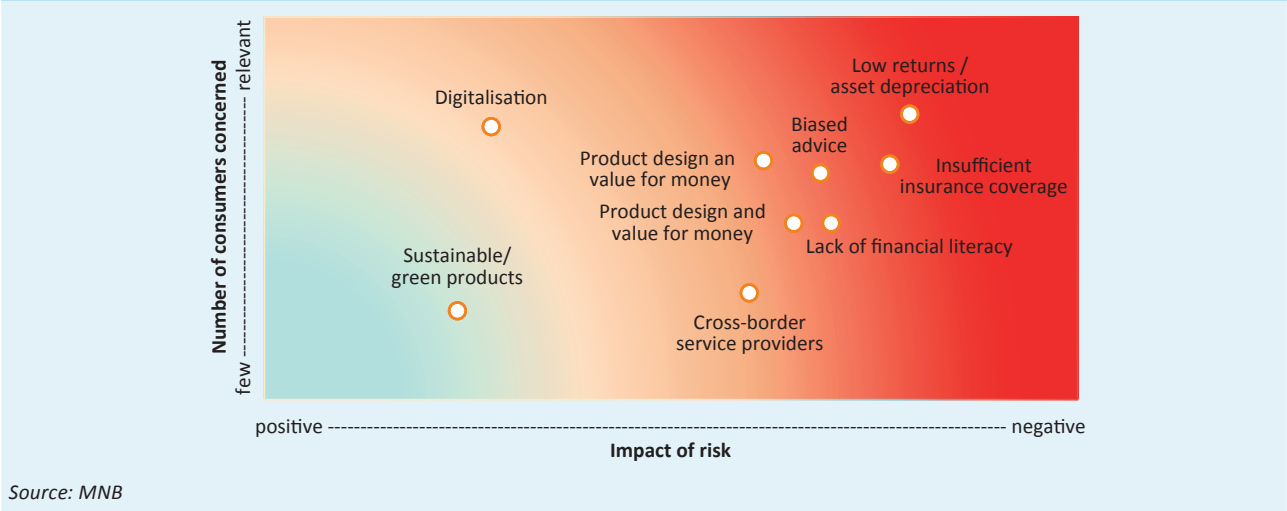 Number of consumers concerned
few ---------------------------- relevant
Digitalisation
Low returns /
asset depreciation
Biased
advice
Product design an
value for money
Insufficient
insurance coverage
Product design and
value for money
Lack of financial literacy
Sustainable/
green products
Cross-border
service providers
positive ---------------------------------------------------------------------------------------------------- negative
Impact of risk
Source: MNB